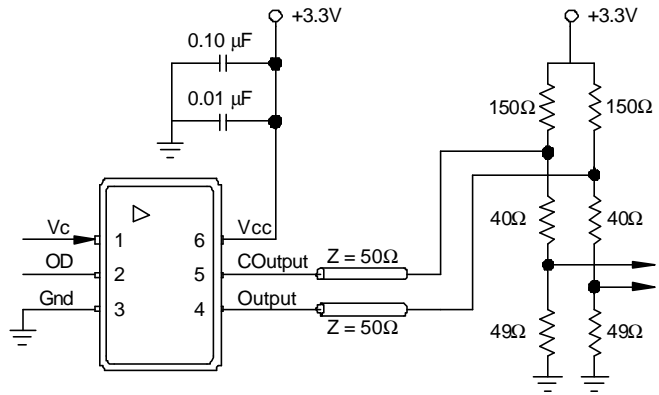 +3.3V +3.3V
0.10 µF
0.01 µF
150Ω 150Ω
Vc 1 6 Vcc
OD 2 5 COutput Z = 50Ω
Gnd 3 4 Output Z = 50Ω
40Ω 40Ω
49Ω 49Ω